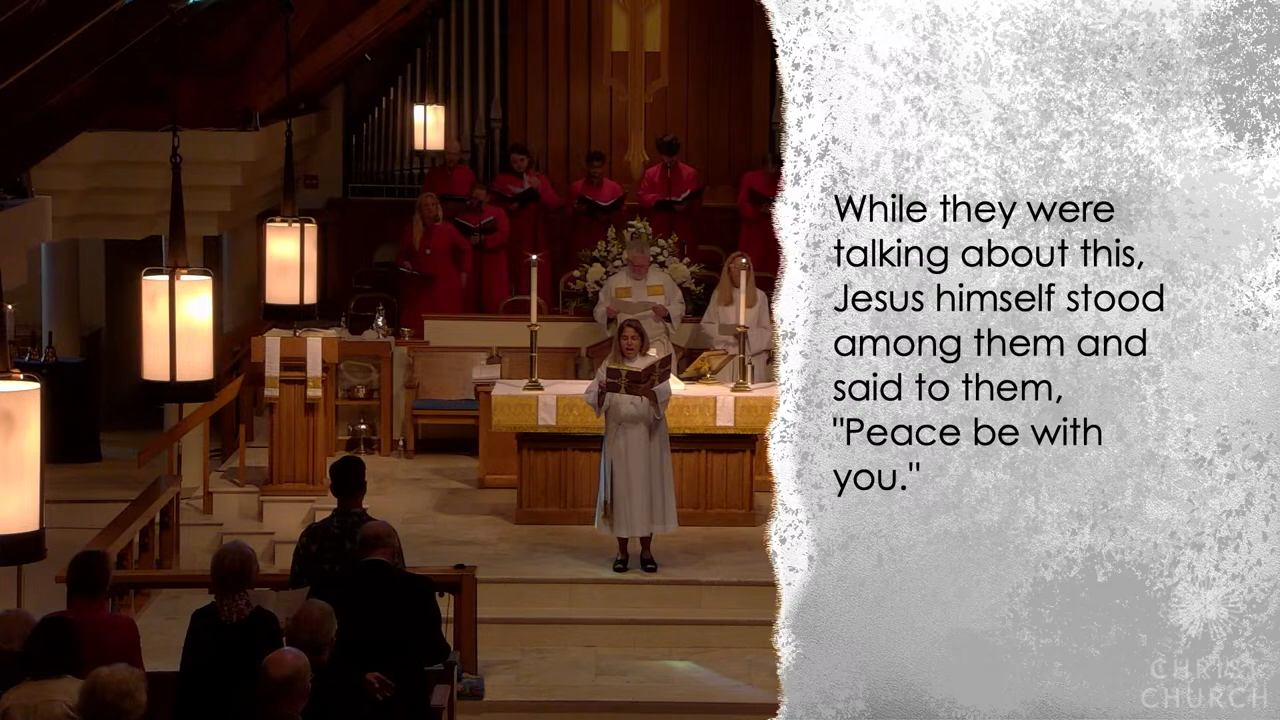 While they were
talking about this,
Jesus himself stood
among them and
said to them,
"Peace be with
you."
CHRIST
CHURCH